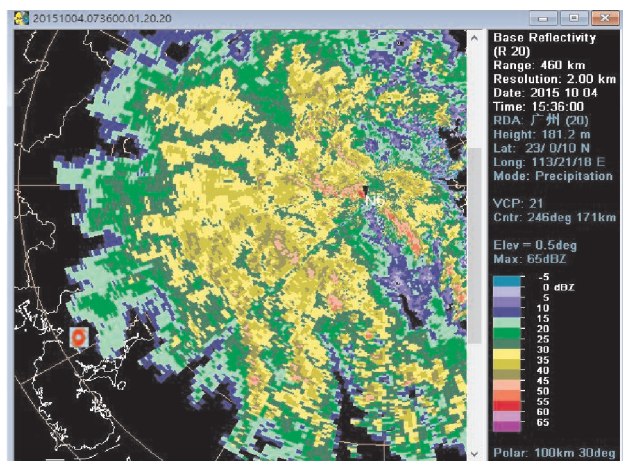 20151004.073600.01.20.20
Base Reflectivity
(R 20)
Range: 460 km
Resolution: 2.00 km
Date: 2015 10 04
Time: 15:36:00
RDA: 广州 (20)
Height: 181.2 m
Lat: 23/ 0/10 N
Long: 113/21/18 E
Mode: Precipitation
VCP: 21
Cntr: 246deg 171km
Elev = 0.5deg
Max: 65dBZ
-5
0 dBZ
5
10
15
20
25
30
35
40
45
50
55
60
65
Polar: 100km 30deg